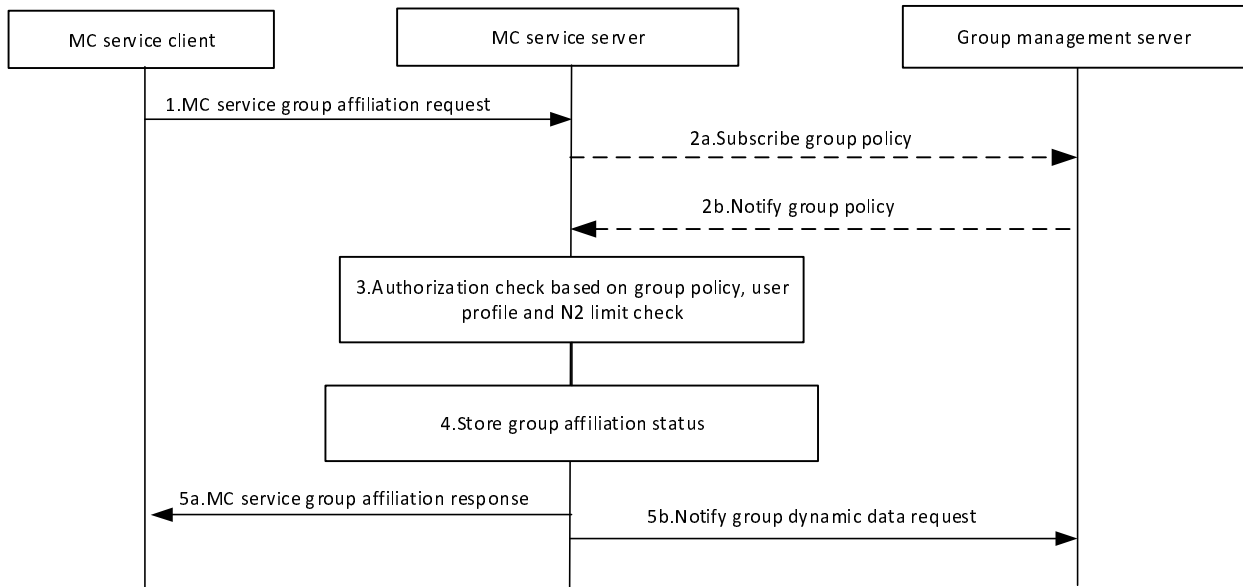 MC service client
MC service server
Group management server
1.MC service group affiliation request
2a.Subscribe group policy
2b.Notify group policy
3.Authorization check based on group policy, user
profile and N2 limit check
4.Store group affiliation status
5a.MC service group affiliation response
5b.Notify group dynamic data request